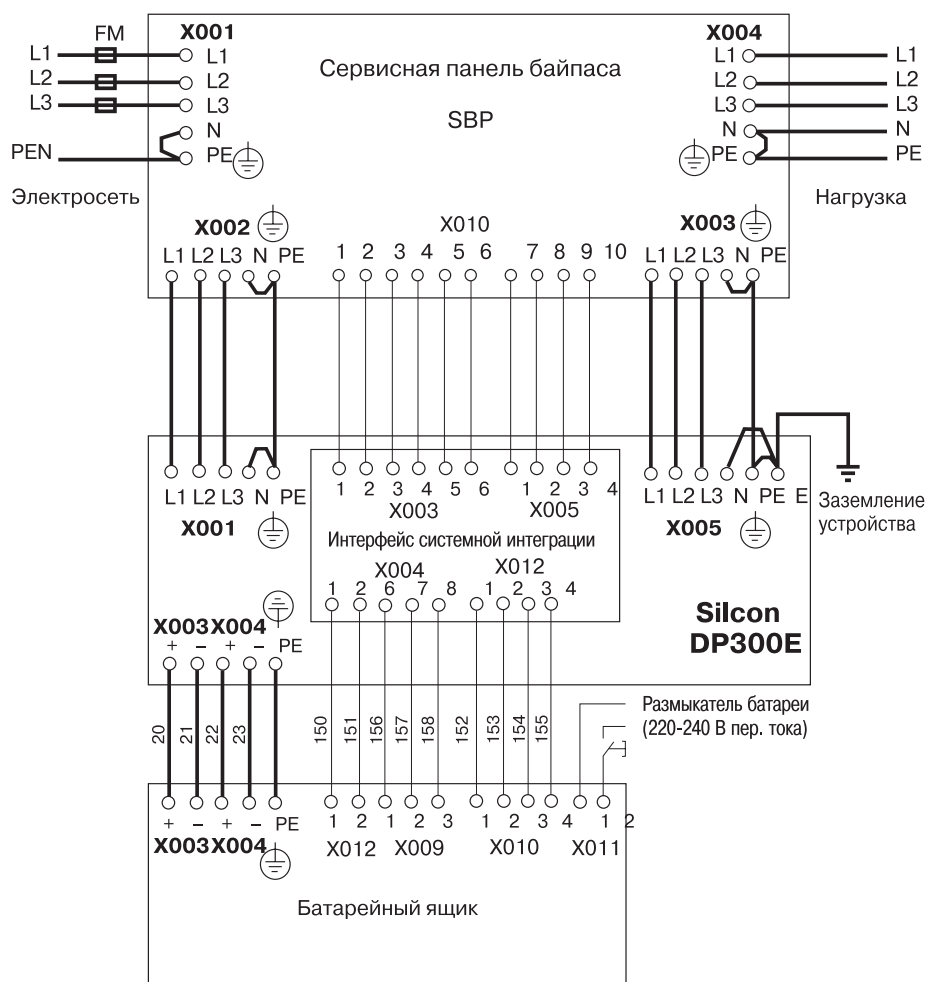 FM X001 X004
L1 L1 L1 L1
L2 L2 L2 L2
L3 L3 L3 L3
Сервисная панель байпаса
SBP
N N N
PEN PE PE PE
Электросеть Нагрузка
X002 X010 X003
L1 L2 L3 N PE 1 2 3 4 5 6 7 8 9 10 L1 L2 L3 N PE
L1 L2 L3 N PE 1 2 3 4 5 6 1 2 3 4 L1 L2 L3 N PE E
X001 X003 X005 X005
Заземление
устройства
Интерфейс системной интеграции
X004 X012
1 2 6 7 8 1 2 3 4
Silcon
DP300E
X003 X004
+ – + – PE
20 21 22 23 150 151 156 157 158 152 153 154 155
Размыкатель батареи
(220-240 В пер. тока)
+ – + – PE 1 2 1 2 3 1 2 3 4 1 2
X003 X004 X012 X009 X010 X011
Батарейный ящик